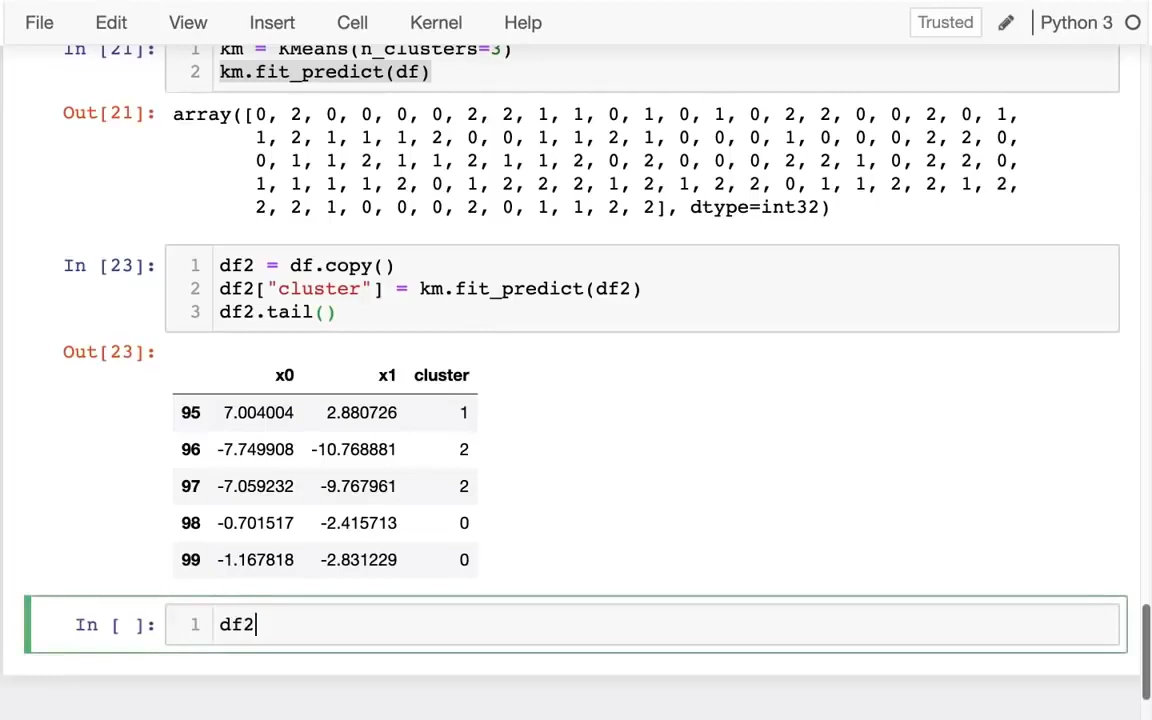 File Edit View Insert Cell Kernel Help Trusted Python 3
In [21]: 1 km = KMeans(n_clusters=3)
2 km.fit_predict(df)
Out[21]: array([0, 2, 0, 0, 0, 0, 2, 2, 1, 1, 0, 1, 0, 1, 0, 2, 2, 0, 0, 2, 0, 1,
1, 2, 1, 1, 1, 2, 0, 0, 1, 1, 2, 1, 0, 0, 0, 1, 0, 0, 0, 2, 2, 0,
0, 1, 1, 2, 1, 1, 2, 1, 1, 2, 0, 2, 0, 0, 0, 2, 2, 1, 0, 2, 2, 0,
1, 1, 1, 1, 2, 0, 1, 2, 2, 2, 1, 2, 1, 2, 2, 0, 1, 1, 2, 2, 1, 2,
2, 2, 1, 0, 0, 0, 2, 0, 1, 1, 2, 2], dtype=int32)
In [23]: 1 df2 = df.copy()
2 df2["cluster"] = km.fit_predict(df2)
3 df2.tail()
Out[23]:
x0 x1 cluster
95 7.004004 2.880726 1
96 -7.749908 -10.768881 2
97 -7.059232 -9.767961 2
98 -0.701517 -2.415713 0
99 -1.167818 -2.831229 0
In [ ]: 1 df2